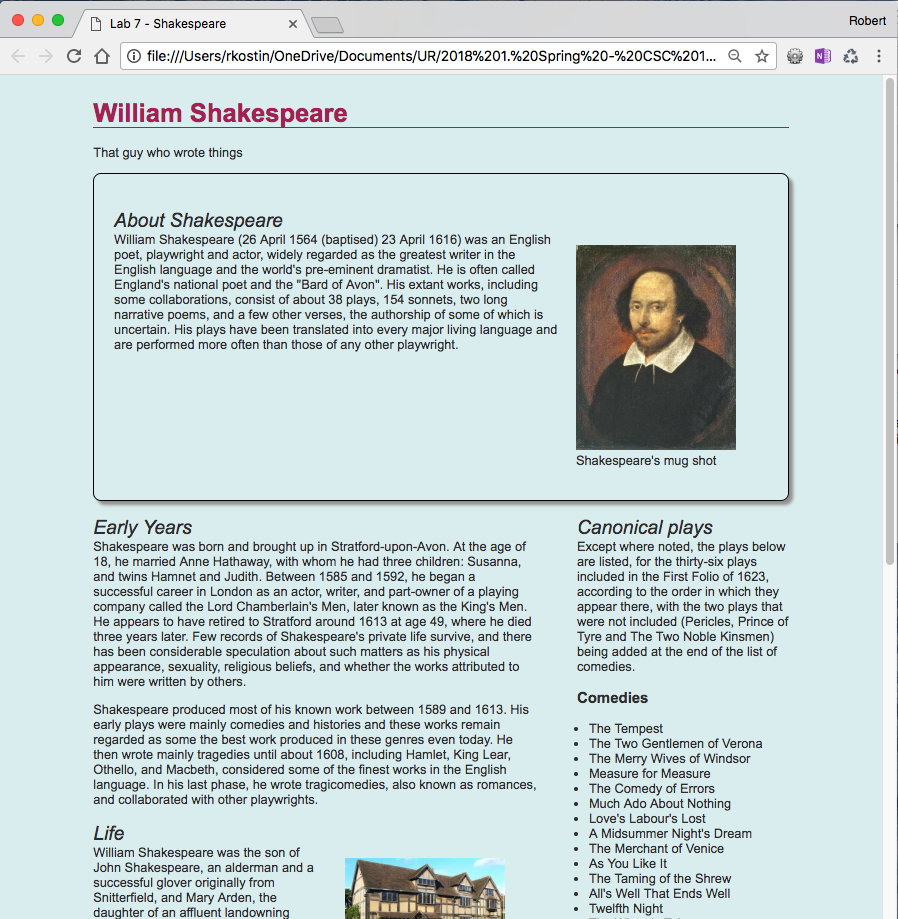 Lab 7 - Shakespeare
Robert
file:///Users/rkostin/OneDrive/Documents/UR/2018%201.%20Spring%20-%20CSC%201...
William Shakespeare
That guy who wrote things
About Shakespeare
William Shakespeare (26 April 1564 (baptised) 23 April 1616) was an English
poet, playwright and actor, widely regarded as the greatest writer in the
English language and the world's pre-eminent dramatist. He is often called
England's national poet and the "Bard of Avon". His extant works, including
some collaborations, consist of about 38 plays, 154 sonnets, two long
narrative poems, and a few other verses, the authorship of some of which is
uncertain. His plays have been translated into every major living language and
are performed more often than those of any other playwright.
Shakespeare's mug shot
Early Years
Shakespeare was born and brought up in Stratford-upon-Avon. At the age of
18, he married Anne Hathaway, with whom he had three children: Susanna,
and twins Hamnet and Judith. Between 1585 and 1592, he began a
successful career in London as an actor, writer, and part-owner of a playing
company called the Lord Chamberlain's Men, later known as the King's Men.
He appears to have retired to Stratford around 1613 at age 49, where he died
three years later. Few records of Shakespeare's private life survive, and there
has been considerable speculation about such matters as his physical
appearance, sexuality, religious beliefs, and whether the works attributed to
him were written by others.
Shakespeare produced most of his known work between 1589 and 1613. His
early plays were mainly comedies and histories and these works remain
regarded as some the best work produced in these genres even today. He
then wrote mainly tragedies until about 1608, including Hamlet, King Lear,
Othello, and Macbeth, considered some of the finest works in the English
language. In his last phase, he wrote tragicomedies, also known as romances,
and collaborated with other playwrights.
Life
William Shakespeare was the son of
John Shakespeare, an alderman and a
successful glover originally from
Snitterfield, and Mary Arden, the
daughter of an affluent landowning
Canonical plays
Except where noted, the plays below
are listed, for the thirty-six plays
included in the First Folio of 1623,
according to the order in which they
appear there, with the two plays that
were not included (Pericles, Prince of
Tyre and The Two Noble Kinsmen)
being added at the end of the list of
comedies.
Comedies
• The Tempest
• The Two Gentlemen of Verona
• The Merry Wives of Windsor
• Measure for Measure
• The Comedy of Errors
• Much Ado About Nothing
• Love's Labour's Lost
• A Midsummer Night's Dream
• The Merchant of Venice
• As You Like It
• The Taming of the Shrew
• All's Well That Ends Well
• Twelfth Night